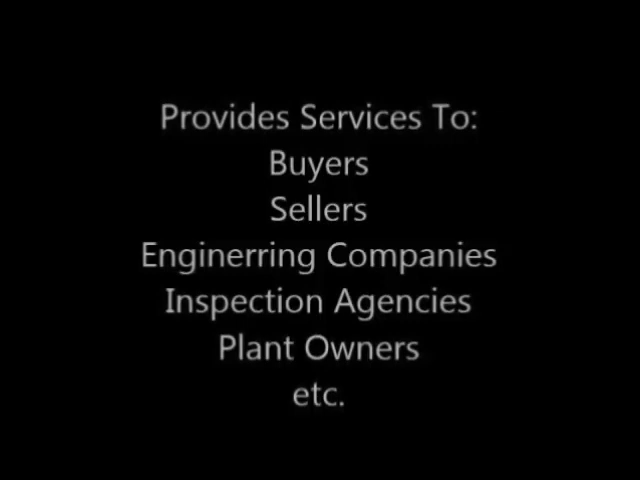 Provides Services To:
Buyers
Sellers
Enginerring Companies
Inspection Agencies
Plant Owners
etc.